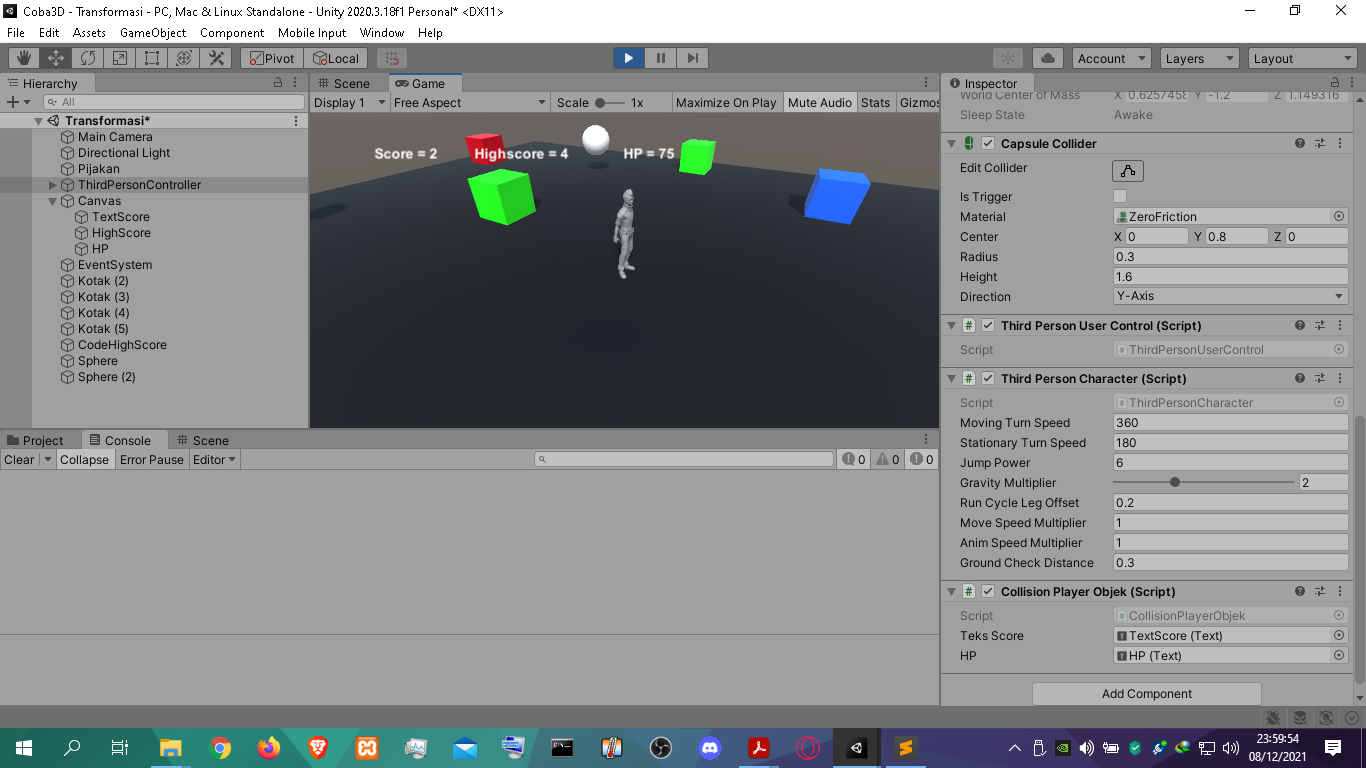 Coba3D - Transformasi - PC, Mac & Linux Standalone - Unity 2020.3.18f1 Personal* <DX11>
File Edit Assets GameObject Component Mobile Input Window Help
Pivot Local Account Layers Layout
Hierarchy
All
Transformasi*
Main Camera
Directional Light
Pijakan
ThirdPersonController
Canvas
TextScore
HighScore
HP
EventSystem
Kotak (2)
Kotak (3)
Kotak (4)
Kotak (5)
CodeHighScore
Sphere
Sphere (2)
Scene Game
Display 1 Free Aspect Scale 1x Maximize On Play Mute Audio Stats Gizmos
Score = 2 Highscore = 4 HP = 75
Project Console Scene
Clear Collapse Error Pause Editor 0 0 0
Inspector
World Center of Mass X 0.6257458 Y -1.2 Z 1.149316
Sleep State Awake
Capsule Collider
Edit Collider
Is Trigger
Material ZeroFriction
Center X 0 Y 0.8 Z 0
Radius 0.3
Height 1.6
Direction Y-Axis
# Third Person User Control (Script)
Script # ThirdPersonUserControl
# Third Person Character (Script)
Script # ThirdPersonCharacter
Moving Turn Speed 360
Stationary Turn Speed 180
Jump Power 6
Gravity Multiplier 2
Run Cycle Leg Offset 0.2
Move Speed Multiplier 1
Anim Speed Multiplier 1
Ground Check Distance 0.3
# Collision Player Objek (Script)
Script # CollisionPlayerObjek
Teks Score TextScore (Text)
HP HP (Text)
Add Component
23:59:54
08/12/2021